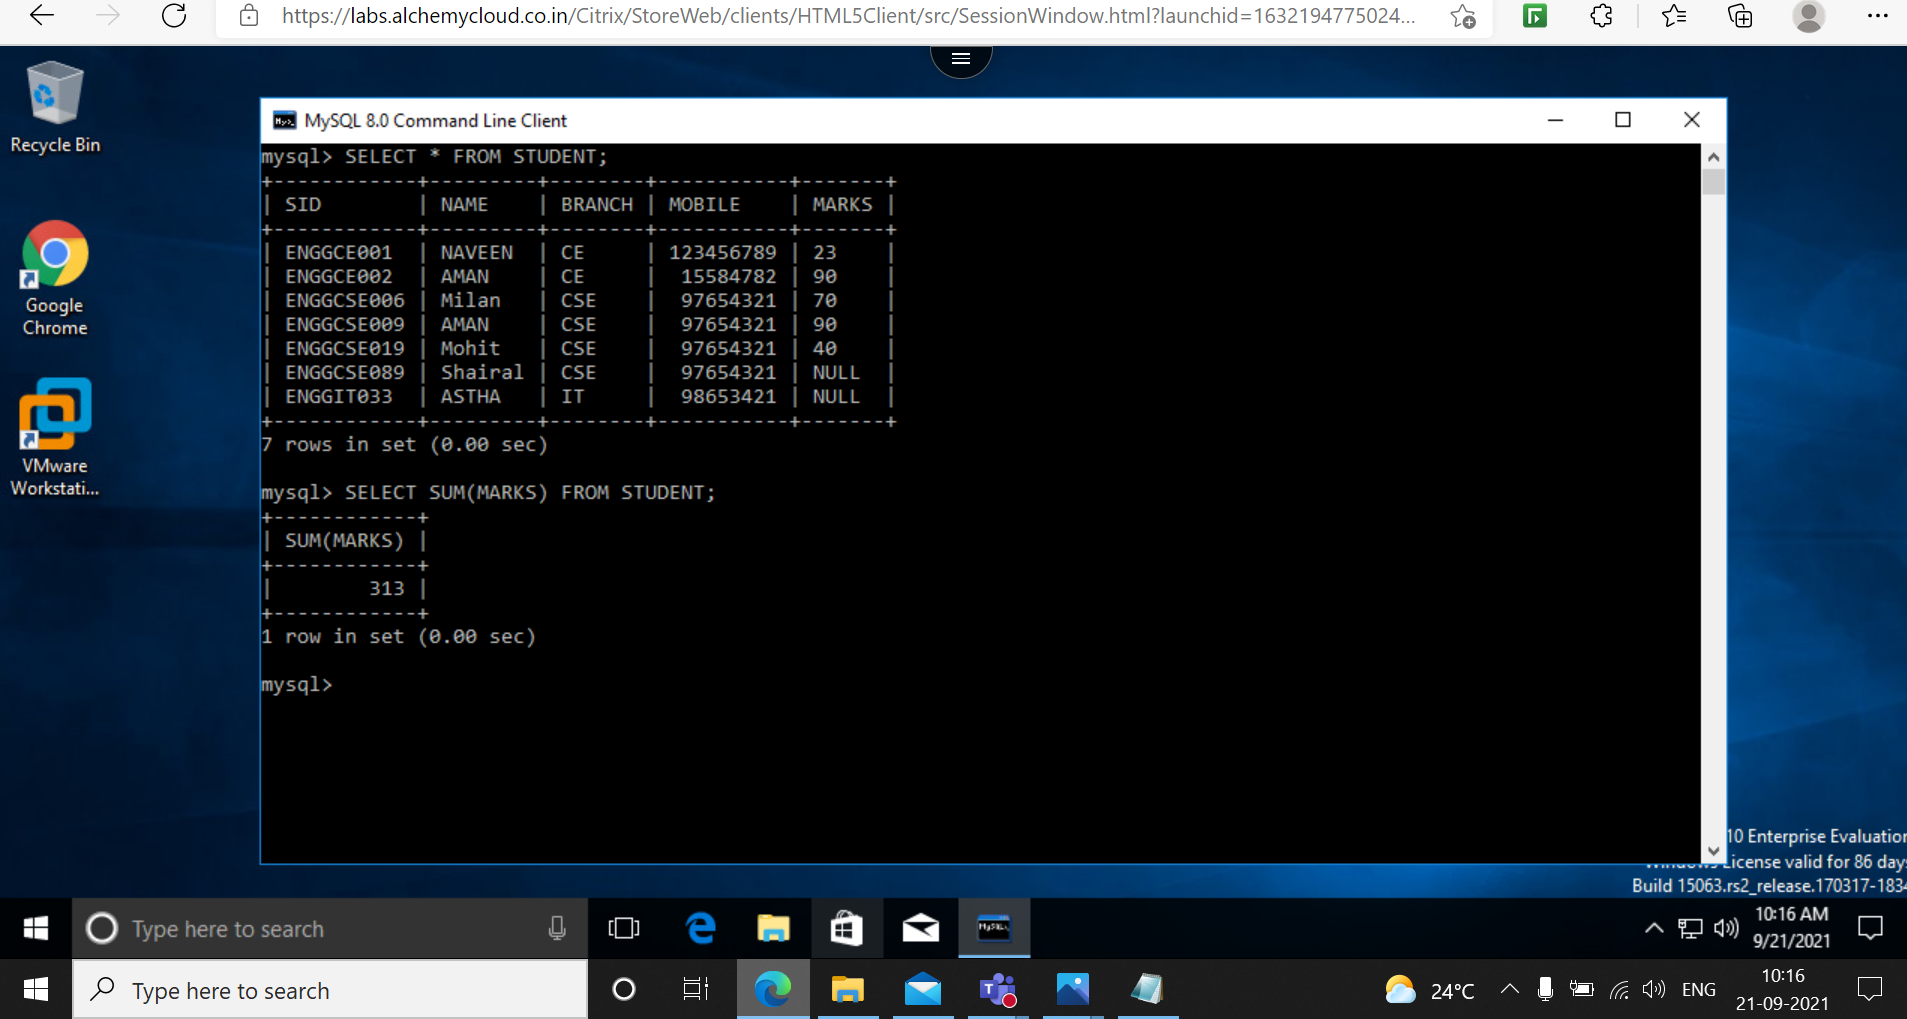 https://labs.alchemycloud.co.in/Citrix/StoreWeb/clients/HTML5Client/src/SessionWindow.html?launchid=1632194775024...
Recycle Bin
Google
Chrome
VMware
Workstati...
MySQL 8.0 Command Line Client
mysql> SELECT * FROM STUDENT;
+------------+---------+--------+-----------+-------+
| SID | NAME | BRANCH | MOBILE | MARKS |
+------------+---------+--------+-----------+-------+
| ENGGCE001 | NAVEEN | CE | 123456789 | 23 |
| ENGGCE002 | AMAN | CE | 15584782 | 90 |
| ENGGCSE006 | Milan | CSE | 97654321 | 70 |
| ENGGCSE009 | AMAN | CSE | 97654321 | 90 |
| ENGGCSE019 | Mohit | CSE | 97654321 | 40 |
| ENGGCSE089 | Shairal | CSE | 97654321 | NULL |
| ENGGIT033 | ASTHA | IT | 98653421 | NULL |
+------------+---------+--------+-----------+-------+
7 rows in set (0.00 sec)
mysql> SELECT SUM(MARKS) FROM STUDENT;
+------------+
| SUM(MARKS) |
+------------+
| 313 |
+------------+
1 row in set (0.00 sec)
mysql>
10 Enterprise Evaluation
License valid for 86 days
Build 15063.rs2_release.170317-1834
Type here to search
10:16 AM
9/21/2021
Type here to search
24°C
ENG
10:16
21-09-2021